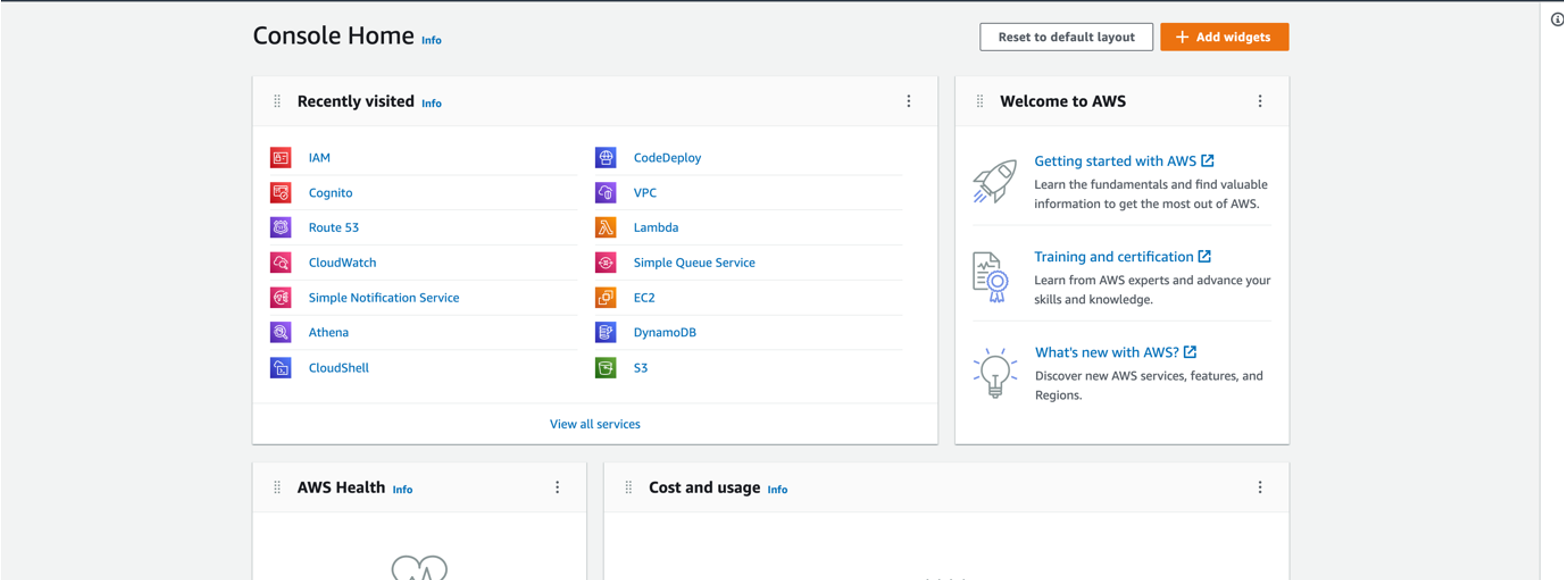 Console Home Info
Reset to default layout
Add widgets
Recently visited Info
IAM
Cognito
Route 53
CloudWatch
Simple Notification Service
Athena
CloudShell
CodeDeploy
VPC
Lambda
Simple Queue Service
EC2
DynamoDB
S3
View all services
Welcome to AWS
Getting started with AWS
Learn the fundamentals and find valuable
information to get the most out of AWS.
Training and certification
Learn from AWS experts and advance your
skills and knowledge.
What's new with AWS?
Discover new AWS services, features, and
Regions.
AWS Health Info
Cost and usage Info